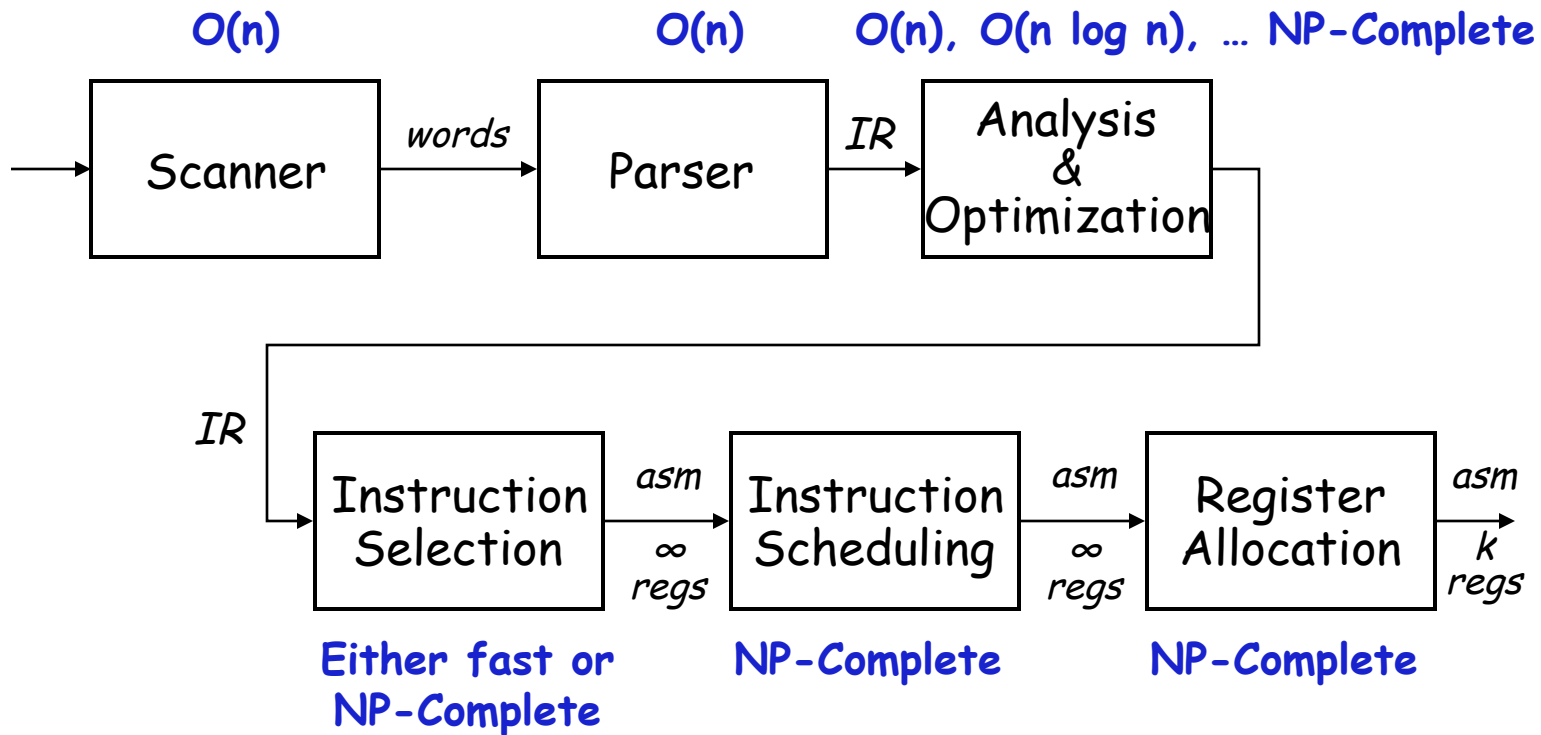 O(n)
O(n)
O(n), O(n log n), … NP-Complete
Scanner
words
Parser
IR
Analysis
&
Optimization
IR
Instruction
Selection
asm
∞
regs
Instruction
Scheduling
asm
∞
regs
Register
Allocation
asm
k
regs
Either fast or
NP-Complete
NP-Complete
NP-Complete